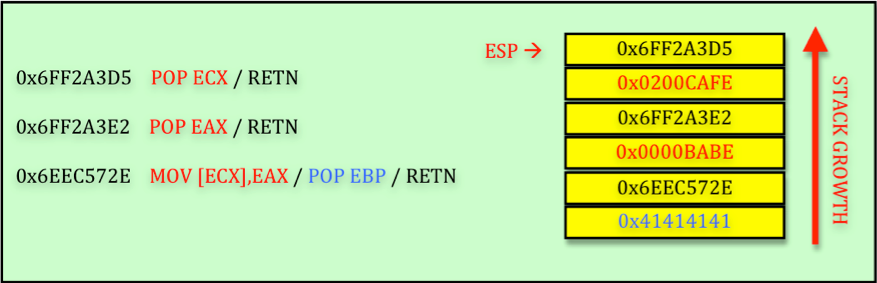 ESP →
0x6FF2A3D5
0x6FF2A3D5 POP ECX / RETN
0x0200CAFE
0x6FF2A3E2
0x6FF2A3E2 POP EAX / RETN
0x0000BABE
0x6EEC572E MOV [ECX],EAX / POP EBP / RETN
0x6EEC572E
0x41414141
STACK GROWTH